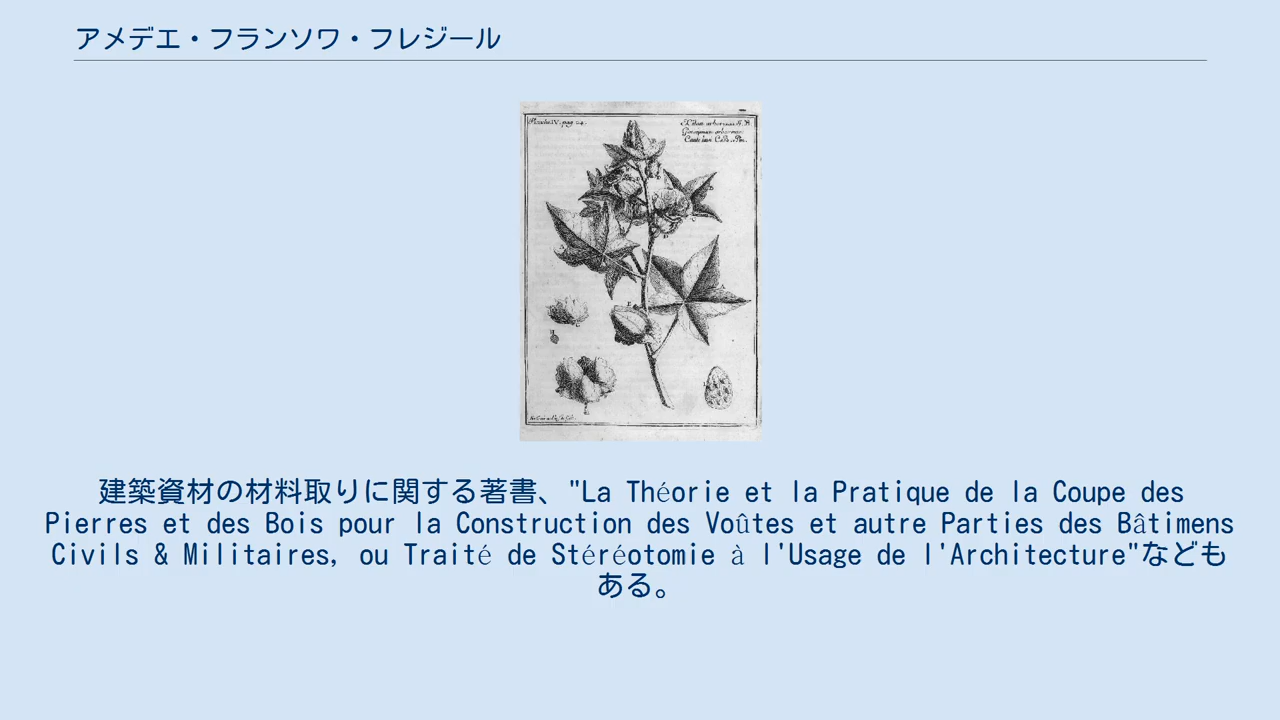 アメデエ・フランソワ・フレジール
建築資材の材料取りに関する著書、"La Théorie et la Pratique de la Coupe des
Pierres et des Bois pour la Construction des Voûtes et autre Parties des Bâtimens
Civils & Militaires, ou Traité de Stéréotomie à l'Usage de l'Architecture"なども
ある。